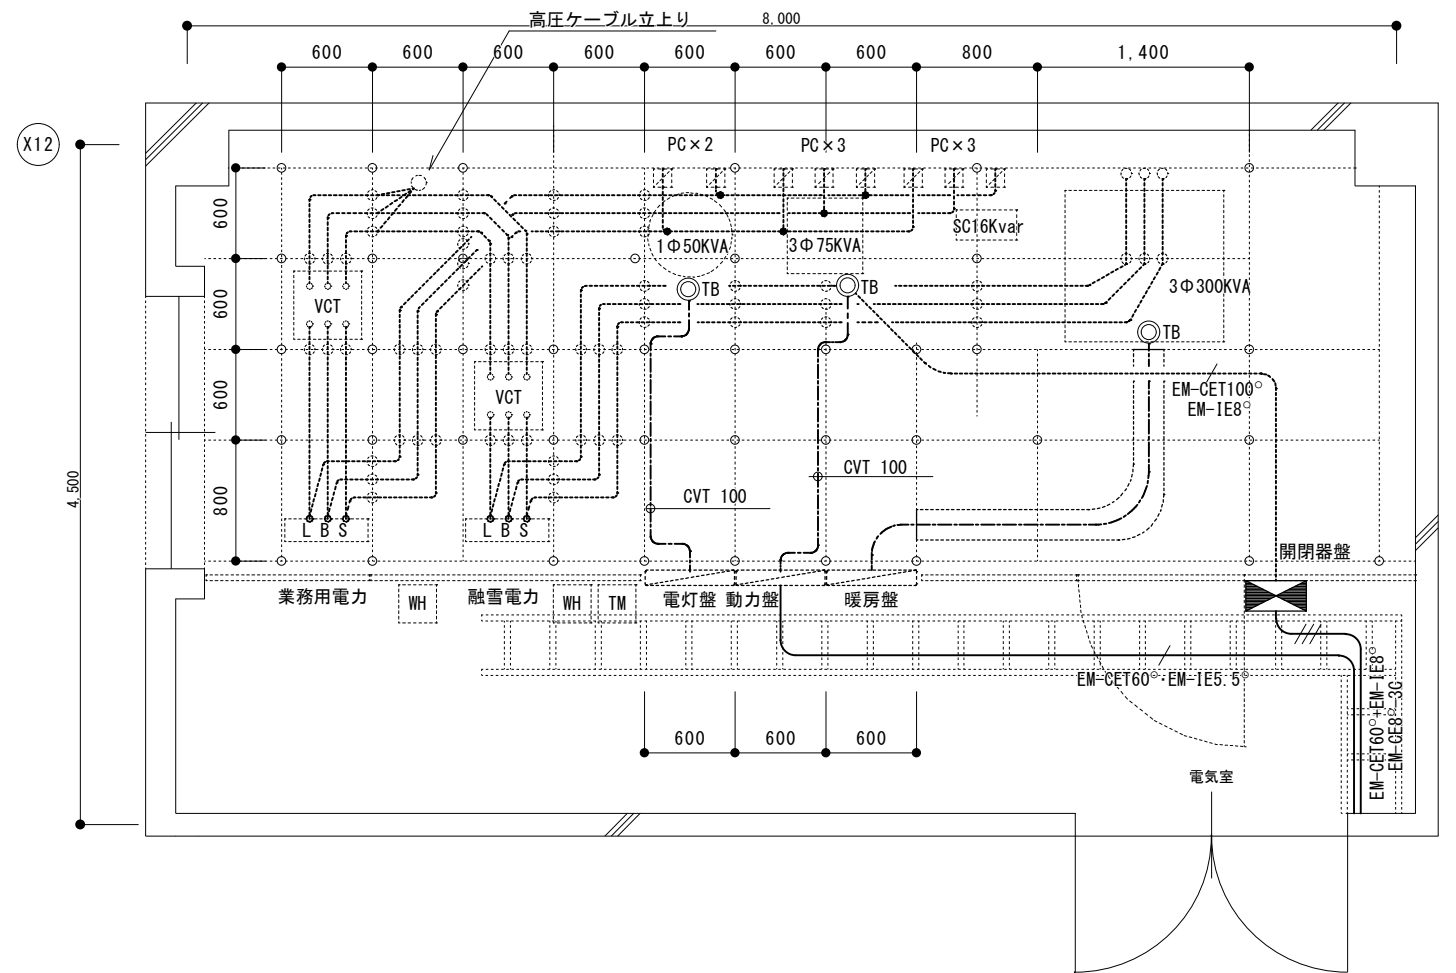 高圧ケーブル立上り
8,000
600 600 600 600 600 600 600 800 1,400
X12
PC×2 PC×3 PC×3
600
SC16Kvar
1Φ50KVA 3Φ75KVA
TB TB
3Φ300KVA
VCT
600
TB
EM-CET100°
EM-IE8°
VCT
600
CVT 100
CVT 100
4,500
800
L B S
L B S
開閉器盤
業務用電力
WH
融雪電力
WH
TM
電灯盤
動力盤
暖房盤
EM-CET60°・EM-IE5.5°
EM-CET60°+EM-IE8°
EM-CE8°-3C
600 600 600
電気室